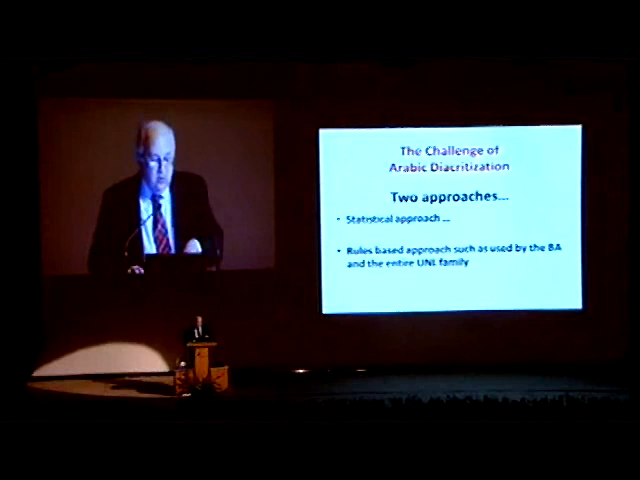 The Challenge of
Arabic Diacritization
Two approaches...
• Statistical approach ...
• Rules based approach such as used by the BA
and the entire UNL family